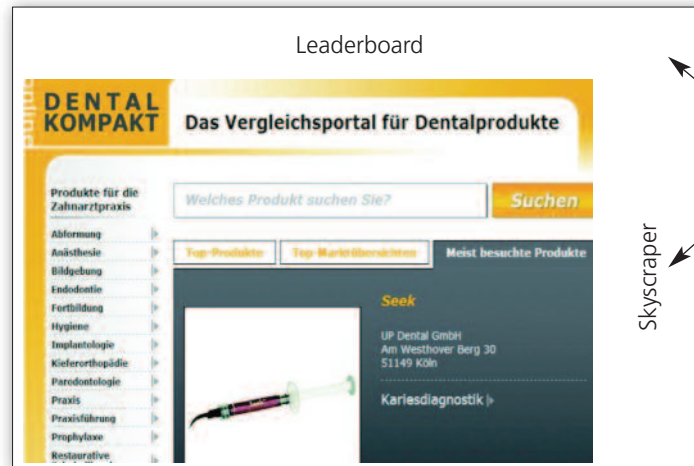 Leaderboard
online
DENTAL
KOMPAKT
Das Vergleichsportal für Dentalprodukte
Produkte für die
Zahnarztpraxis
Welches Produkt suchen Sie?
Suchen
Abformung
Anästhesie
Bildgebung
Endodontie
Fortbildung
Hygiene
Implantologie
Kieferorthopädie
Parodontologie
Praxis
Praxisführung
Prophylaxe
Restaurative
Top-Produkte
Top-Marktübersichten
Meist besuchte Produkte
Seek
UP Dental GmbH
Am Westhover Berg 30
51149 Köln
Kariesdiagnostik
Skyscraper